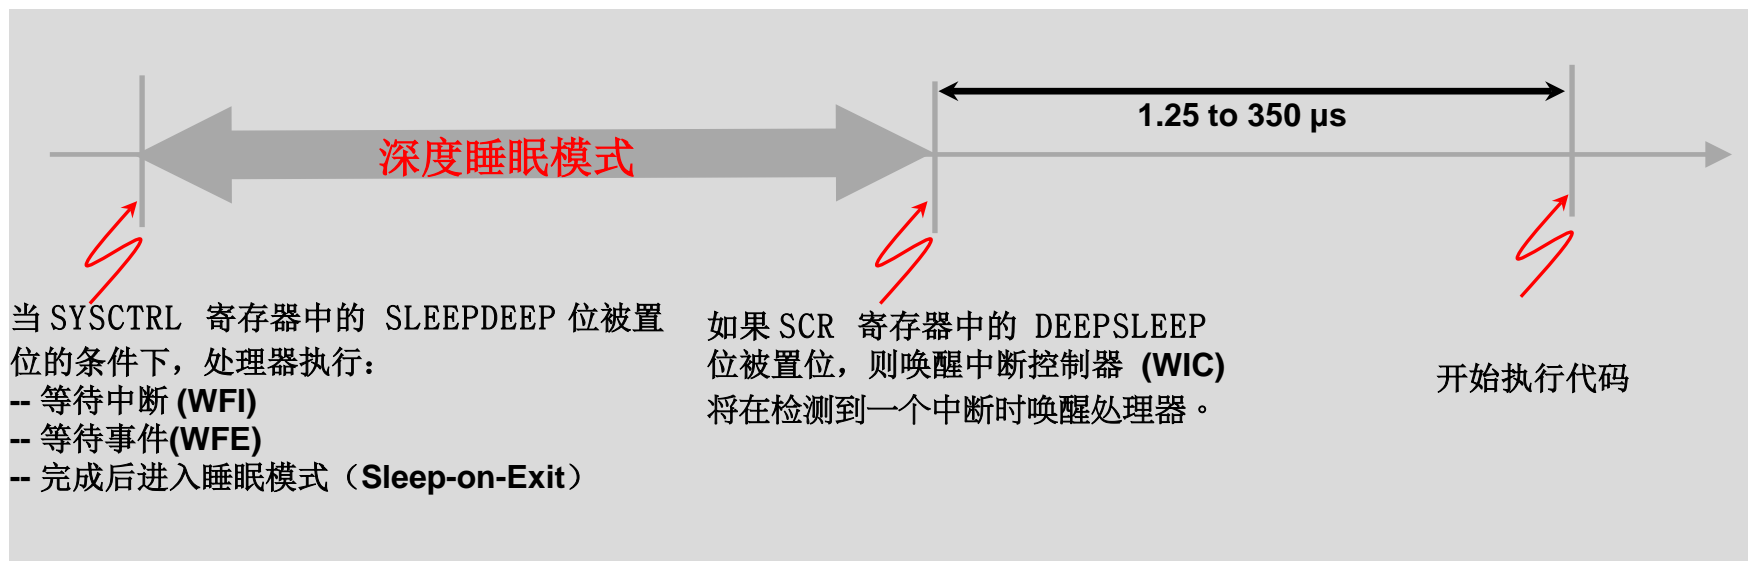 1.25 to 350 µs
深度睡眠模式
当 SYSCTRL 寄存器中的 SLEEPDEEP 位被置
位的条件下，处理器执行：
-- 等待中断 (WFI)
-- 等待事件(WFE)
-- 完成后进入睡眠模式（Sleep-on-Exit）
如果 SCR 寄存器中的 DEEPSLEEP
位被置位，则唤醒中断控制器 (WIC)
将在检测到一个中断时唤醒处理器。
开始执行代码